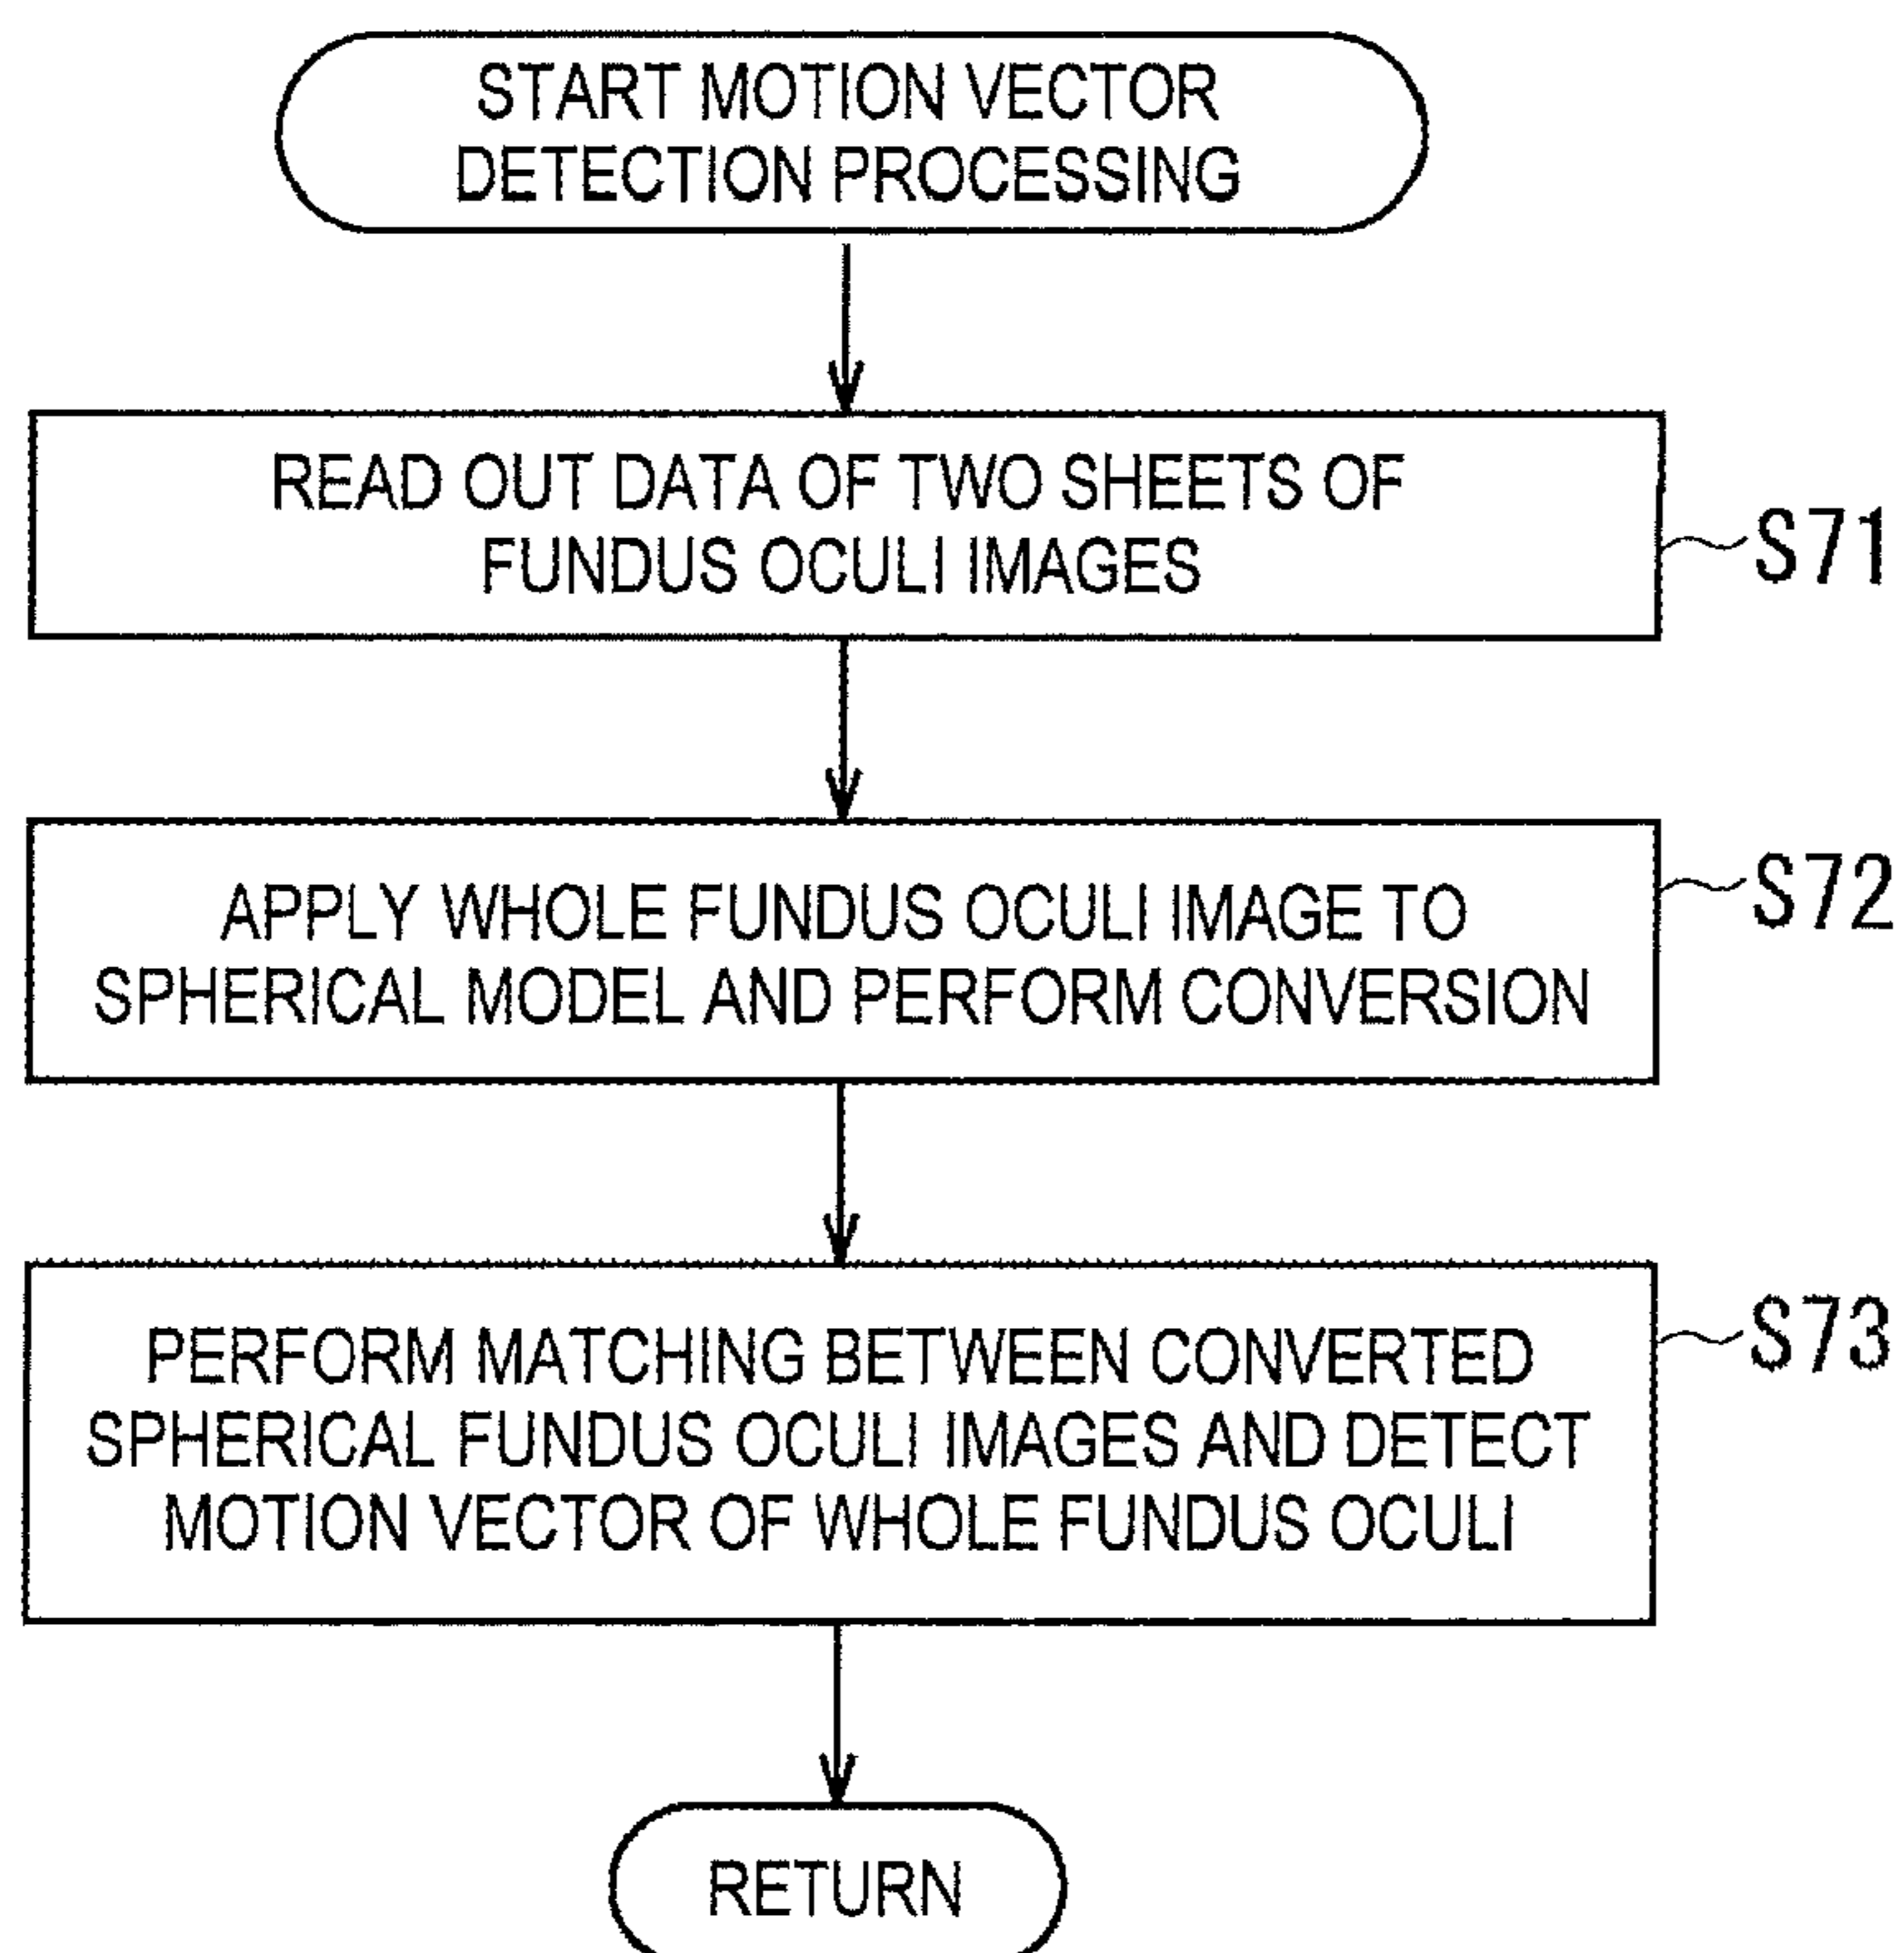 START MOTION VECTOR
DETECTION PROCESSING
READ OUT DATA OF TWO SHEETS OF
FUNDUS OCULI IMAGES
S71
APPLY WHOLE FUNDUS OCULI IMAGE TO
SPHERICAL MODEL AND PERFORM CONVERSION
S72
PERFORM MATCHING BETWEEN CONVERTED
SPHERICAL FUNDUS OCULI IMAGES AND DETECT
MOTION VECTOR OF WHOLE FUNDUS OCULI
S73
RETURN